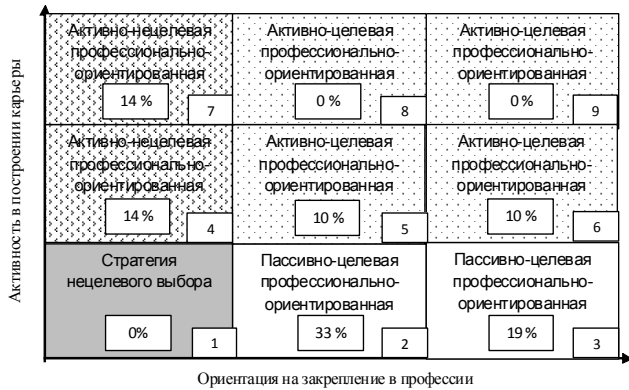 Активность в построении карьеры
Активно-нецелевая
профессионально-
ориентированная
14 %
7
Активно-целевая
профессионально-
ориентированная
0 %
8
Активно-целевая
профессионально-
ориентированная
0 %
9
Активно-нецелевая
профессионально-
ориентированная
14 %
4
Активно-целевая
профессионально-
ориентированная
10 %
5
Активно-целевая
профессионально-
ориентированная
10 %
6
Стратегия
нецелевого выбора
0%
1
Пассивно-целевая
профессионально-
ориентированная
33 %
2
Пассивно-целевая
профессионально-
ориентированная
19 %
3
Ориентация на закрепление в профессии